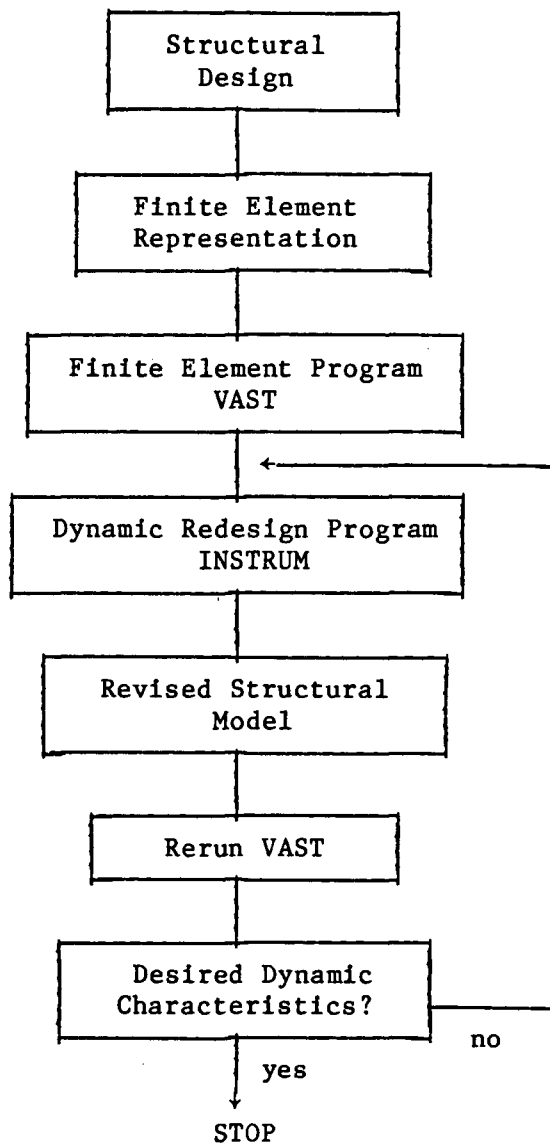 Structural
Design
Finite Element
Representation
Finite Element Program
VAST
Dynamic Redesign Program
INSTRUM
Revised Structural
Model
Rerun VAST
Desired Dynamic
Characteristics?
no
yes
STOP